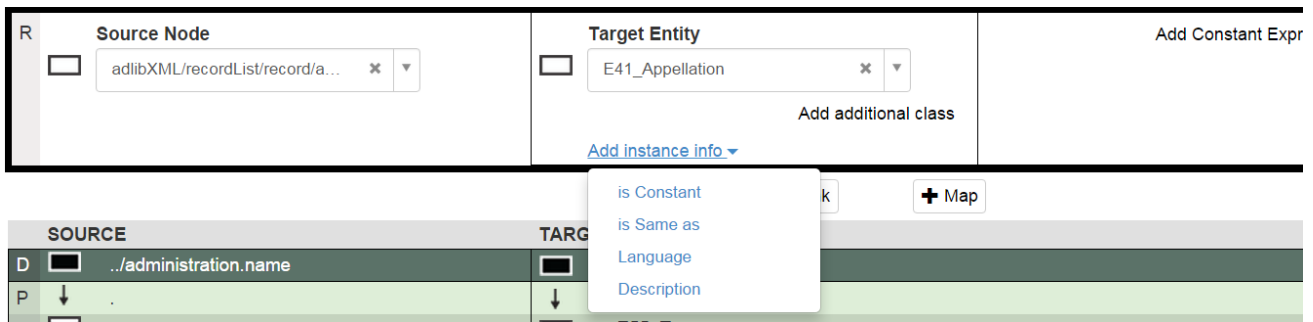 R Source Node Target Entity Add Constant Expr
adlibXML/recordList/record/a... E41_Appellation
Add additional class
Add instance info
is Constant k + Map
is Same as
SOURCE TARG
Language
D ../administration.name
Description
P .